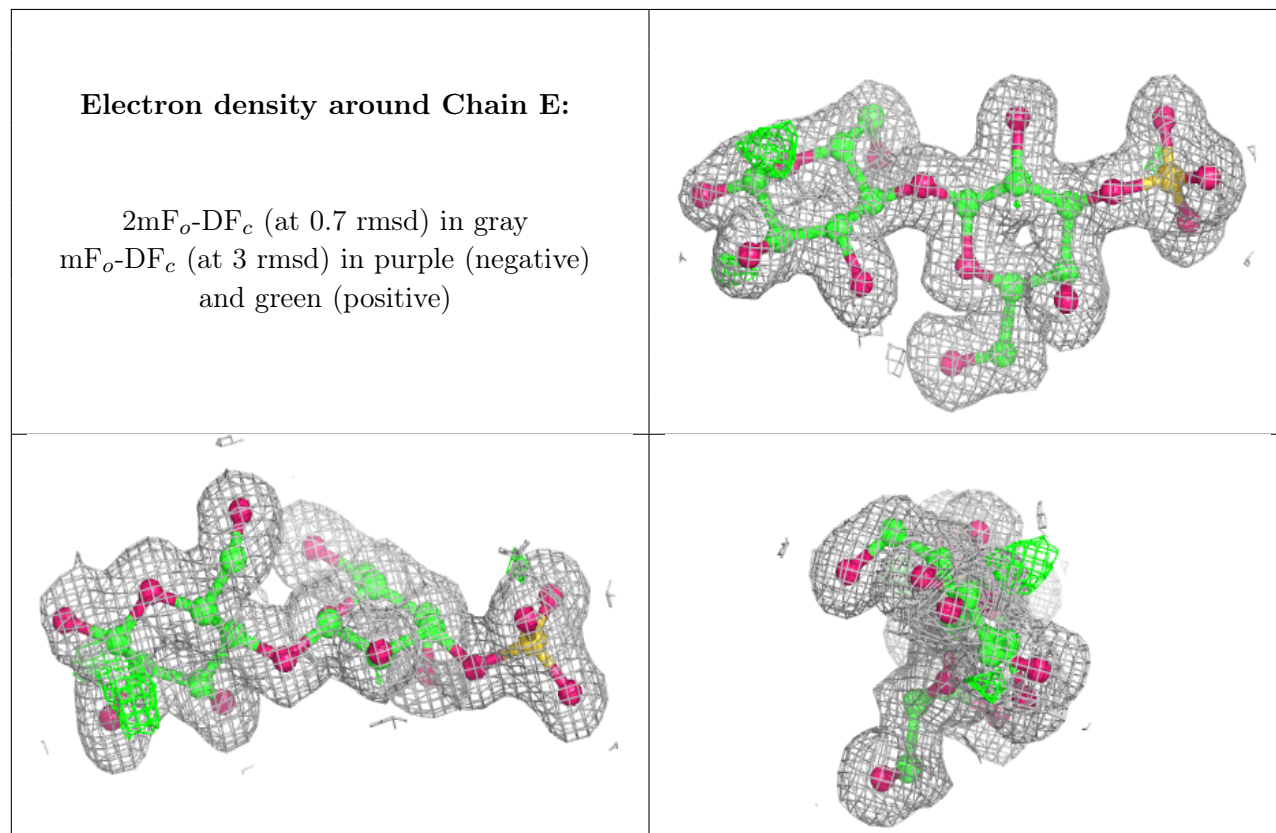 Electron density around Chain E:
2mFₒ-DF𝒸 (at 0.7 rmsd) in gray
mFₒ-DF𝒸 (at 3 rmsd) in purple (negative)
and green (positive)